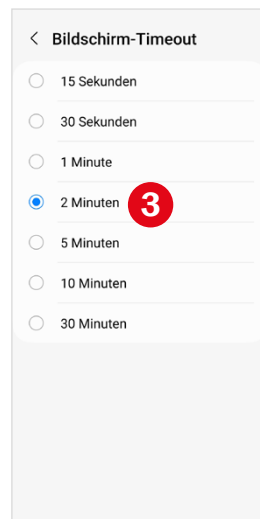 Bildschirm-Timeout
15 Sekunden
30 Sekunden
1 Minute
2 Minuten 3
5 Minuten
10 Minuten
30 Minuten